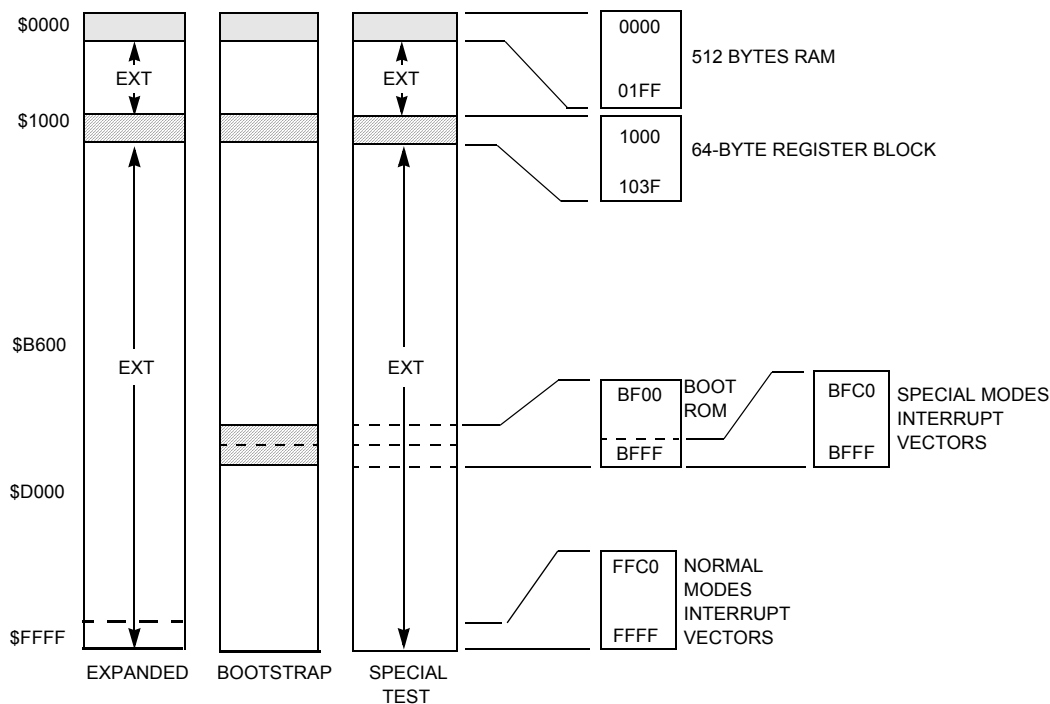 $0000
EXT
EXT
0000
512 BYTES RAM
01FF
$1000
1000
64-BYTE REGISTER BLOCK
103F
$B600
EXT
EXT
BF00
BOOT
ROM
BFFF
BFC0
BFFF
SPECIAL MODES
INTERRUPT
VECTORS
$D000
FFC0
FFFF
NORMAL
MODES
INTERRUPT
VECTORS
$FFFF
EXPANDED
BOOTSTRAP
SPECIAL
TEST